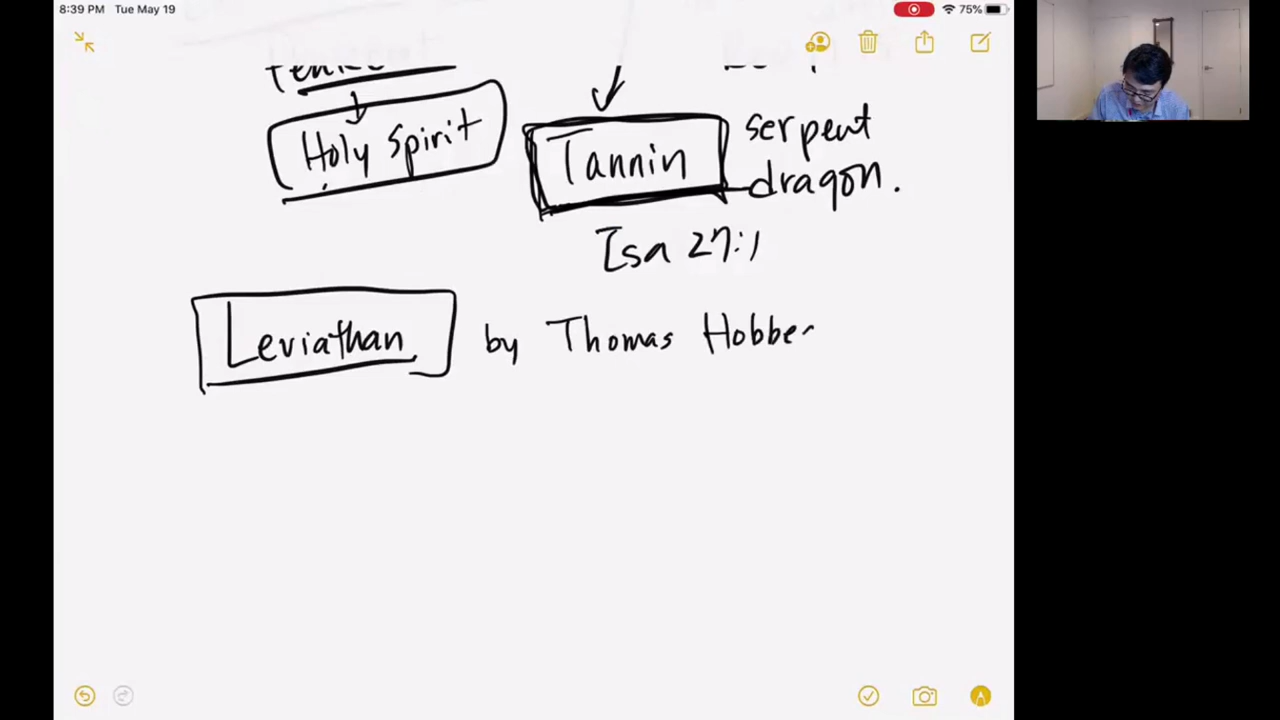 8:39 PM Tue May 19
75%
Holy Spirit
Tannin
serpent
dragon.
Isa 27:1
Leviathan by Thomas Hobbe